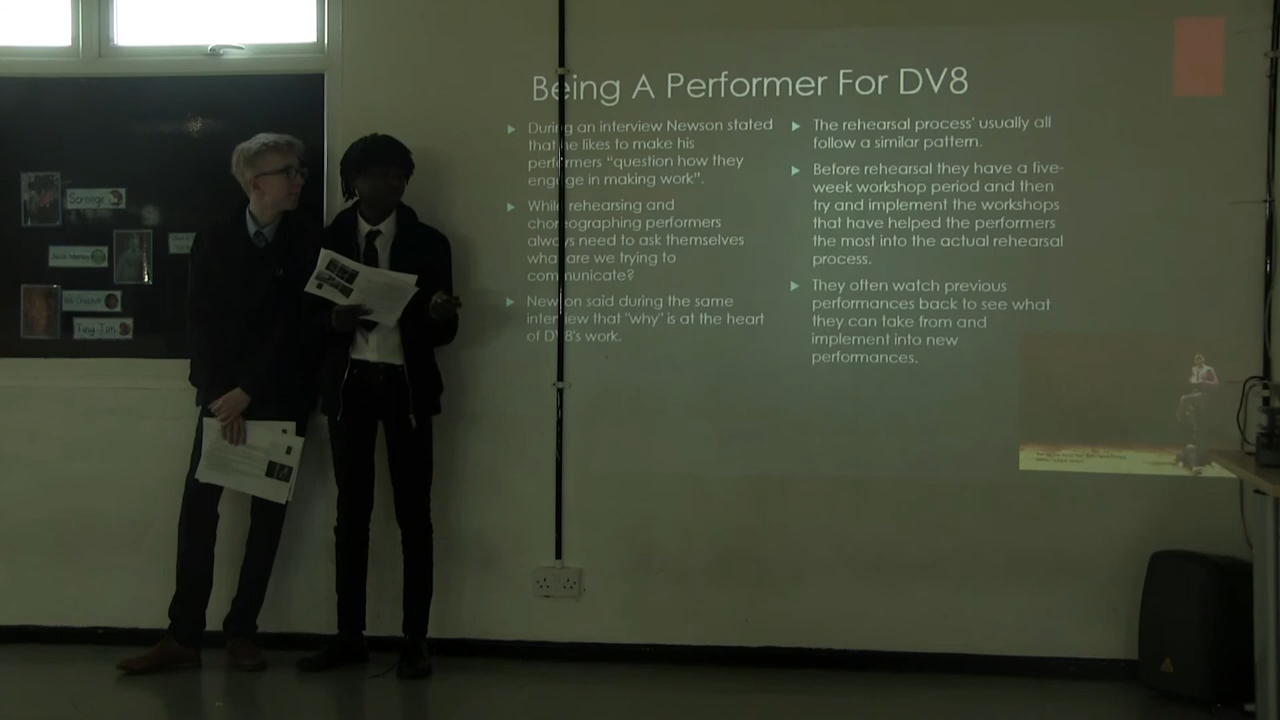 Being A Performer For DV8
During an interview Newson stated
that he likes to make his
performers "question how they
engage in making work".
While rehearsing and
choreographing performers
always need to ask themselves
what are we trying to
communicate?
Newson said during the same
interview that "why" is at the heart
of DV8's work.
The rehearsal process' usually all
follow a similar pattern.
Before rehearsal they have a five-
week workshop period and then
try and implement the workshops
that have helped the performers
the most into the actual rehearsal
process.
They often watch previous
performances back to see what
they can take from and
implement into new
performances.
Scrooge
Jacob Marley
Bob Cratchit
Tiny Tim